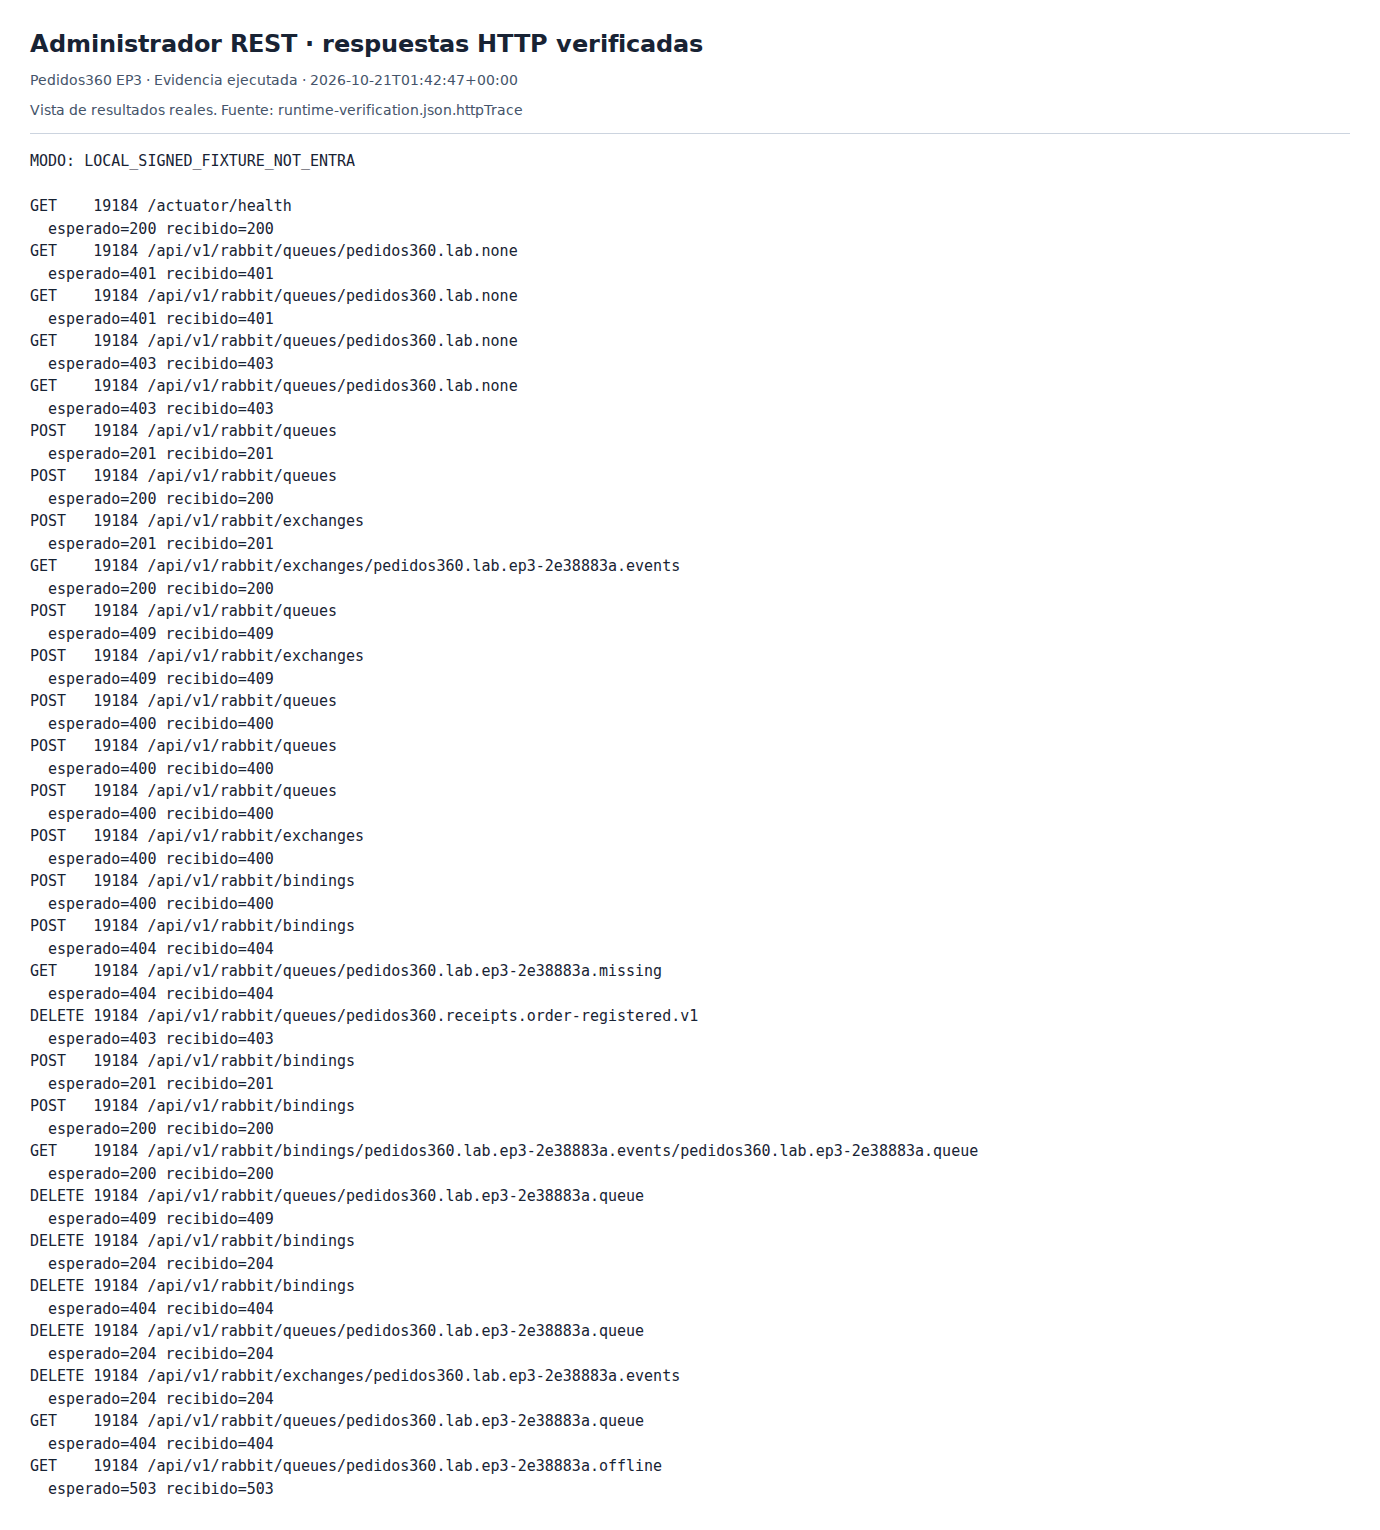 Administrador REST · respuestas HTTP verificadas
Pedidos360 EP3 · Evidencia ejecutada · 2026-10-21T01:42:47+00:00
Vista de resultados reales. Fuente: runtime-verification.json.httpTrace
MODO: LOCAL_SIGNED_FIXTURE_NOT_ENTRA
GET    19184 /actuator/health
  esperado=200 recibido=200
GET    19184 /api/v1/rabbit/queues/pedidos360.lab.none
  esperado=401 recibido=401
GET    19184 /api/v1/rabbit/queues/pedidos360.lab.none
  esperado=401 recibido=401
GET    19184 /api/v1/rabbit/queues/pedidos360.lab.none
  esperado=403 recibido=403
GET    19184 /api/v1/rabbit/queues/pedidos360.lab.none
  esperado=403 recibido=403
POST   19184 /api/v1/rabbit/queues
  esperado=201 recibido=201
POST   19184 /api/v1/rabbit/queues
  esperado=200 recibido=200
POST   19184 /api/v1/rabbit/exchanges
  esperado=201 recibido=201
GET    19184 /api/v1/rabbit/exchanges/pedidos360.lab.ep3-2e38883a.events
  esperado=200 recibido=200
POST   19184 /api/v1/rabbit/queues
  esperado=409 recibido=409
POST   19184 /api/v1/rabbit/exchanges
  esperado=409 recibido=409
POST   19184 /api/v1/rabbit/queues
  esperado=400 recibido=400
POST   19184 /api/v1/rabbit/queues
  esperado=400 recibido=400
POST   19184 /api/v1/rabbit/queues
  esperado=400 recibido=400
POST   19184 /api/v1/rabbit/exchanges
  esperado=400 recibido=400
POST   19184 /api/v1/rabbit/bindings
  esperado=400 recibido=400
POST   19184 /api/v1/rabbit/bindings
  esperado=404 recibido=404
GET    19184 /api/v1/rabbit/queues/pedidos360.lab.ep3-2e38883a.missing
  esperado=404 recibido=404
DELETE 19184 /api/v1/rabbit/queues/pedidos360.receipts.order-registered.v1
  esperado=403 recibido=403
POST   19184 /api/v1/rabbit/bindings
  esperado=201 recibido=201
POST   19184 /api/v1/rabbit/bindings
  esperado=200 recibido=200
GET    19184 /api/v1/rabbit/bindings/pedidos360.lab.ep3-2e38883a.events/pedidos360.lab.ep3-2e38883a.queue
  esperado=200 recibido=200
DELETE 19184 /api/v1/rabbit/queues/pedidos360.lab.ep3-2e38883a.queue
  esperado=409 recibido=409
DELETE 19184 /api/v1/rabbit/bindings
  esperado=204 recibido=204
DELETE 19184 /api/v1/rabbit/bindings
  esperado=404 recibido=404
DELETE 19184 /api/v1/rabbit/queues/pedidos360.lab.ep3-2e38883a.queue
  esperado=204 recibido=204
DELETE 19184 /api/v1/rabbit/exchanges/pedidos360.lab.ep3-2e38883a.events
  esperado=204 recibido=204
GET    19184 /api/v1/rabbit/queues/pedidos360.lab.ep3-2e38883a.queue
  esperado=404 recibido=404
GET    19184 /api/v1/rabbit/queues/pedidos360.lab.ep3-2e38883a.offline
  esperado=503 recibido=503